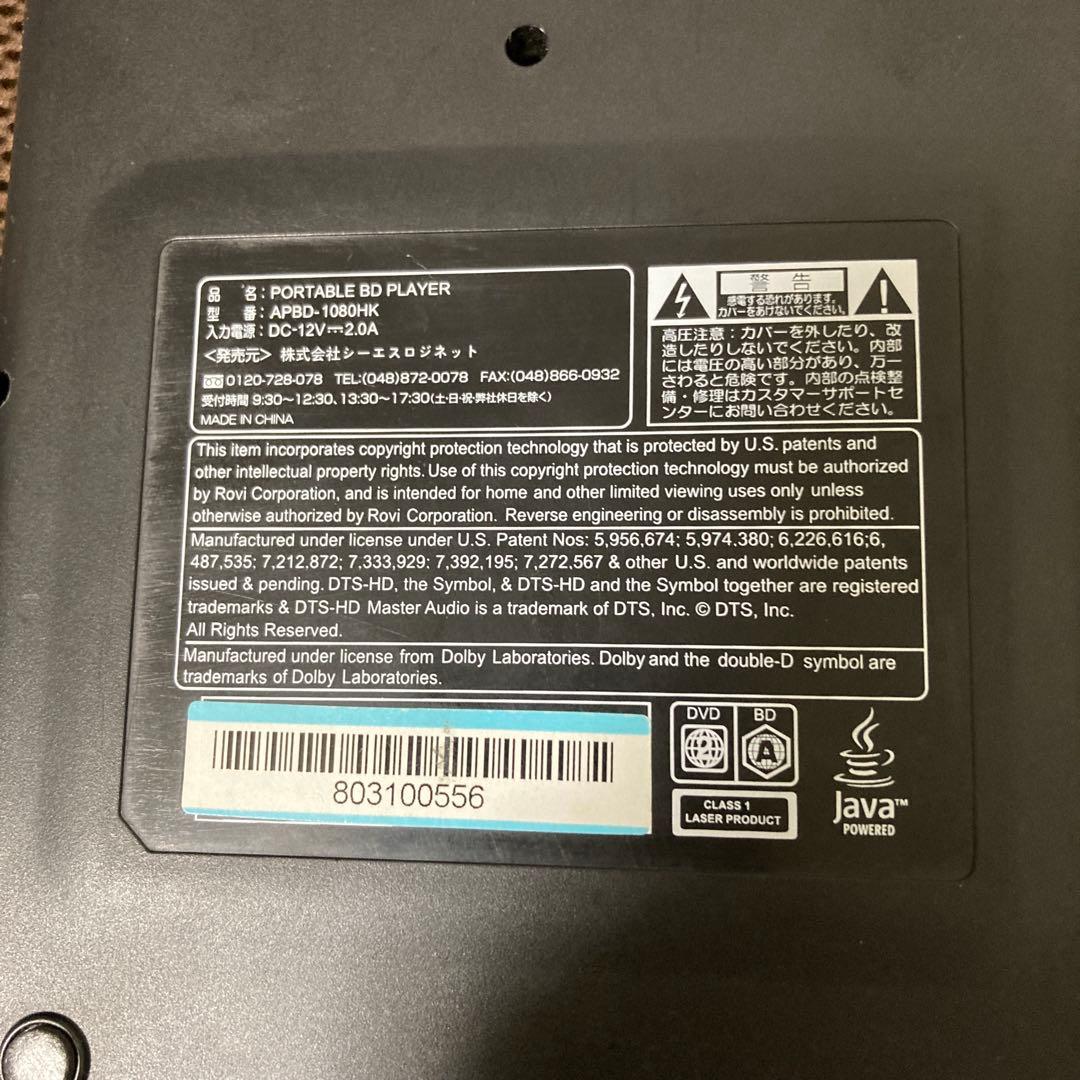 品 名：PORTABLE BD PLAYER
型 番：APBD-1080HK
入力電源：DC-12V⎓2.0A
<発売元> 株式会社シーエスロジネット
0120-728-078 TEL:(048)872-0078 FAX:(048)866-0932
受付時間 9:30~12:30、13:30~17:30(土・日・祝・弊社休日を除く)
MADE IN CHINA
警 告
感電する恐れがあります。
カバーをあけないでください。
高圧注意：カバーを外したり、改
造したりしないでください。内部
には電圧の高い部分があり、万一
さわると危険です。内部の点検整
備・修理はカスタマーサポートセ
ンターにお問い合わせください。
This item incorporates copyright protection technology that is protected by U.S. patents and
other intellectual property rights. Use of this copyright protection technology must be authorized
by Rovi Corporation, and is intended for home and other limited viewing uses only unless
otherwise authorized by Rovi Corporation. Reverse engineering or disassembly is prohibited.
Manufactured under license under U.S. Patent Nos: 5,956,674; 5,974,380; 6,226,616;6,
487,535; 7,212,872; 7,333,929; 7,392,195; 7,272,567 & other U.S. and worldwide patents
issued & pending. DTS-HD, the Symbol, & DTS-HD and the Symbol together are registered
trademarks & DTS-HD Master Audio is a trademark of DTS, Inc. © DTS, Inc.
All Rights Reserved.
Manufactured under license from Dolby Laboratories. Dolby and the double-D symbol are
trademarks of Dolby Laboratories.
803100556
DVD
2
BD
A
CLASS 1
LASER PRODUCT
Java™
POWERED